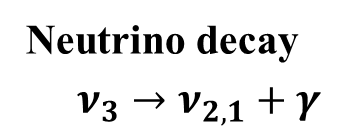 Neutrino decay
ν₃ → ν₂,₁ + γ